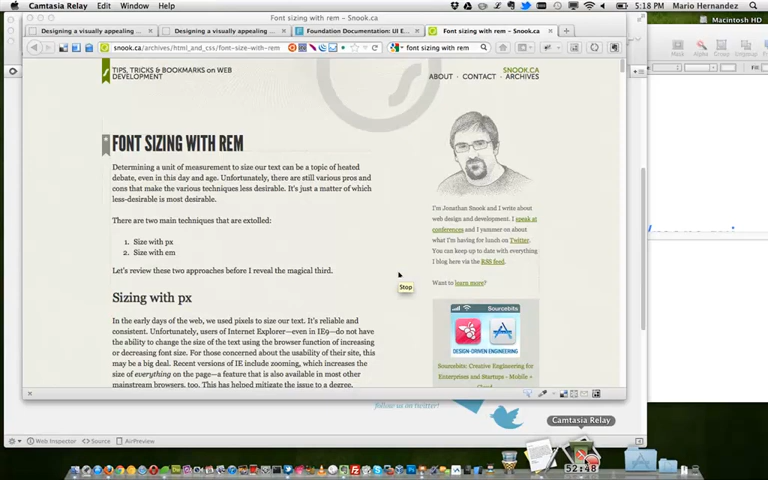 Camtasia Relay Edit Window Help
5:18 PM Mario Hernandez
Font sizing with rem – Snook.ca
Macintosh HD
Designing a visually appealing ...
Designing a visually appealing ...
Foundation Documentation: UI E...
Font sizing with rem – Snook.ca
snook.ca/archives/html_and_css/font-size-with-rem
font sizing with rem
Mask Alpha Group Ungroup
TIPS, TRICKS & BOOKMARKS on WEB
DEVELOPMENT
SNOOK.CA
ABOUT · CONTACT · ARCHIVES
FONT SIZING WITH REM
Determining a unit of measurement to size our text can be a topic of heated
debate, even in this day and age. Unfortunately, there are still various pros and
cons that make the various techniques less desirable. It's just a matter of which
less-desirable is most desirable.
There are two main techniques that are extolled:
1. Size with px
2. Size with em
Let's review these two approaches before I reveal the magical third.
Stop
Sizing with px
In the early days of the web, we used pixels to size our text. It's reliable and
consistent. Unfortunately, users of Internet Explorer—even in IE9—do not have
the ability to change the size of the text using the browser function of increasing
or decreasing font size. For those concerned about the usability of their site, this
may be a big deal. Recent versions of IE include zooming, which increases the
size of everything on the page—a feature that is also available in most other
mainstream browsers, too. This has helped mitigate the issue to a degree.
I'm Jonathan Snook and I write about
web design and development. I speak at
conferences and I yammer on about
what I'm having for lunch on Twitter.
You can keep up to date with everything
I blog here via the RSS feed.
Want to learn more?
Sourcebits
DESIGN-DRIVEN ENGINEERING
Sourcebits: Creative Engineering for
Enterprises and Startups - Mobile +
Cloud
follow us on twitter!
Camtasia Relay
Web Inspector Source AirPreview
52:48